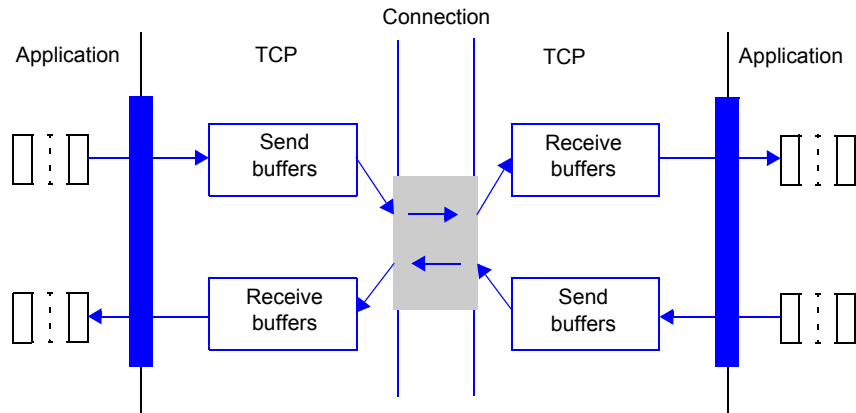 Connection
Application
TCP
TCP
Application
Send
buffers
Receive
buffers
Receive
buffers
Send
buffers